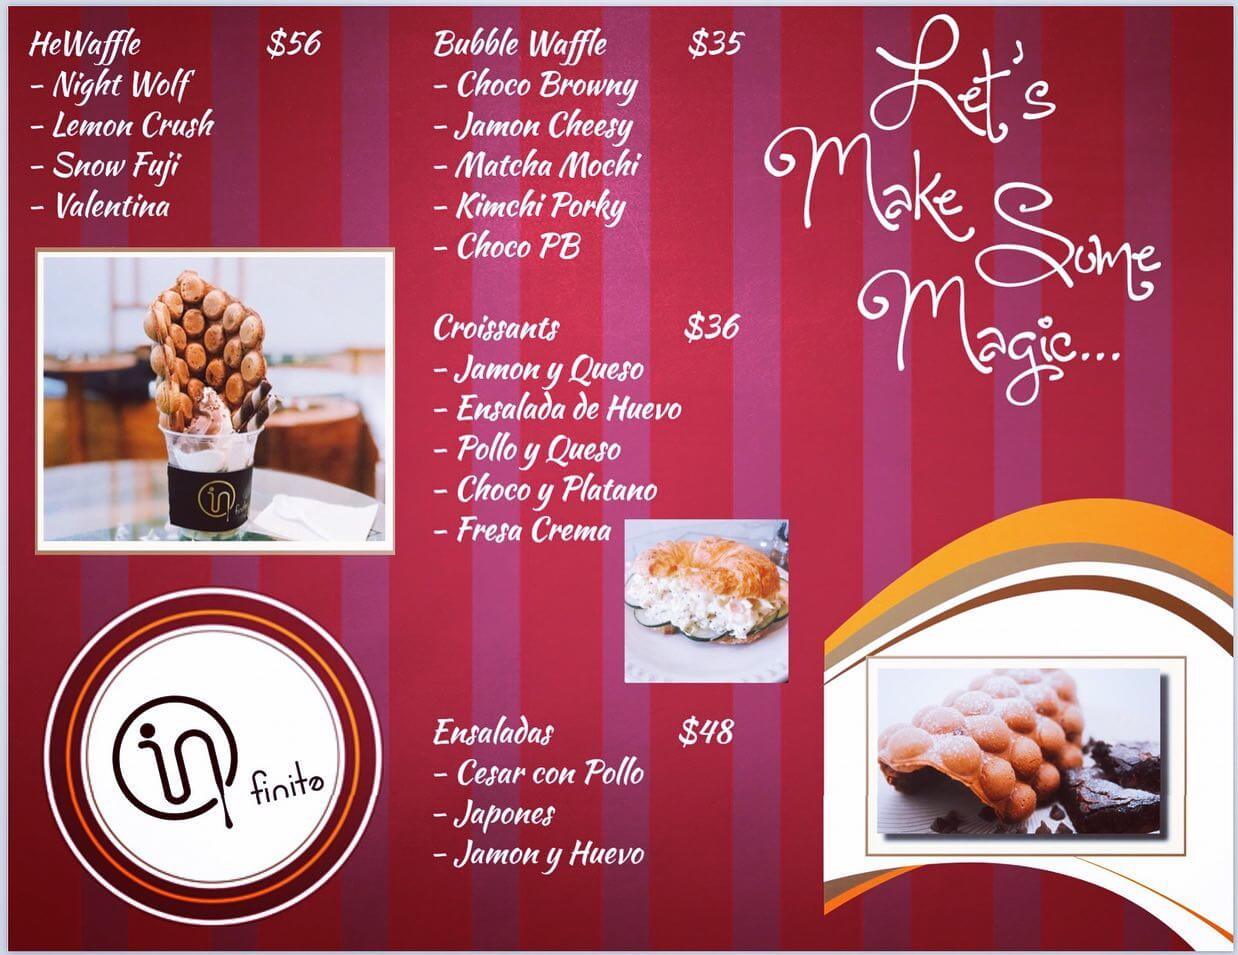 HeWaffle $56
- Night Wolf
- Lemon Crush
- Snow Fuji
- Valentina
in
finito
Bubble Waffle $35
- Choco Browny
- Jamon Cheesy
- Matcha Mochi
- Kimchi Porky
- Choco PB
Croissants $36
- Jamon y Queso
- Ensalada de Huevo
- Pollo y Queso
- Choco y Platano
- Fresa Crema
Ensaladas $48
- Cesar con Pollo
- Japones
- Jamon y Huevo
Let's
Make Some
Magic...
in
finito